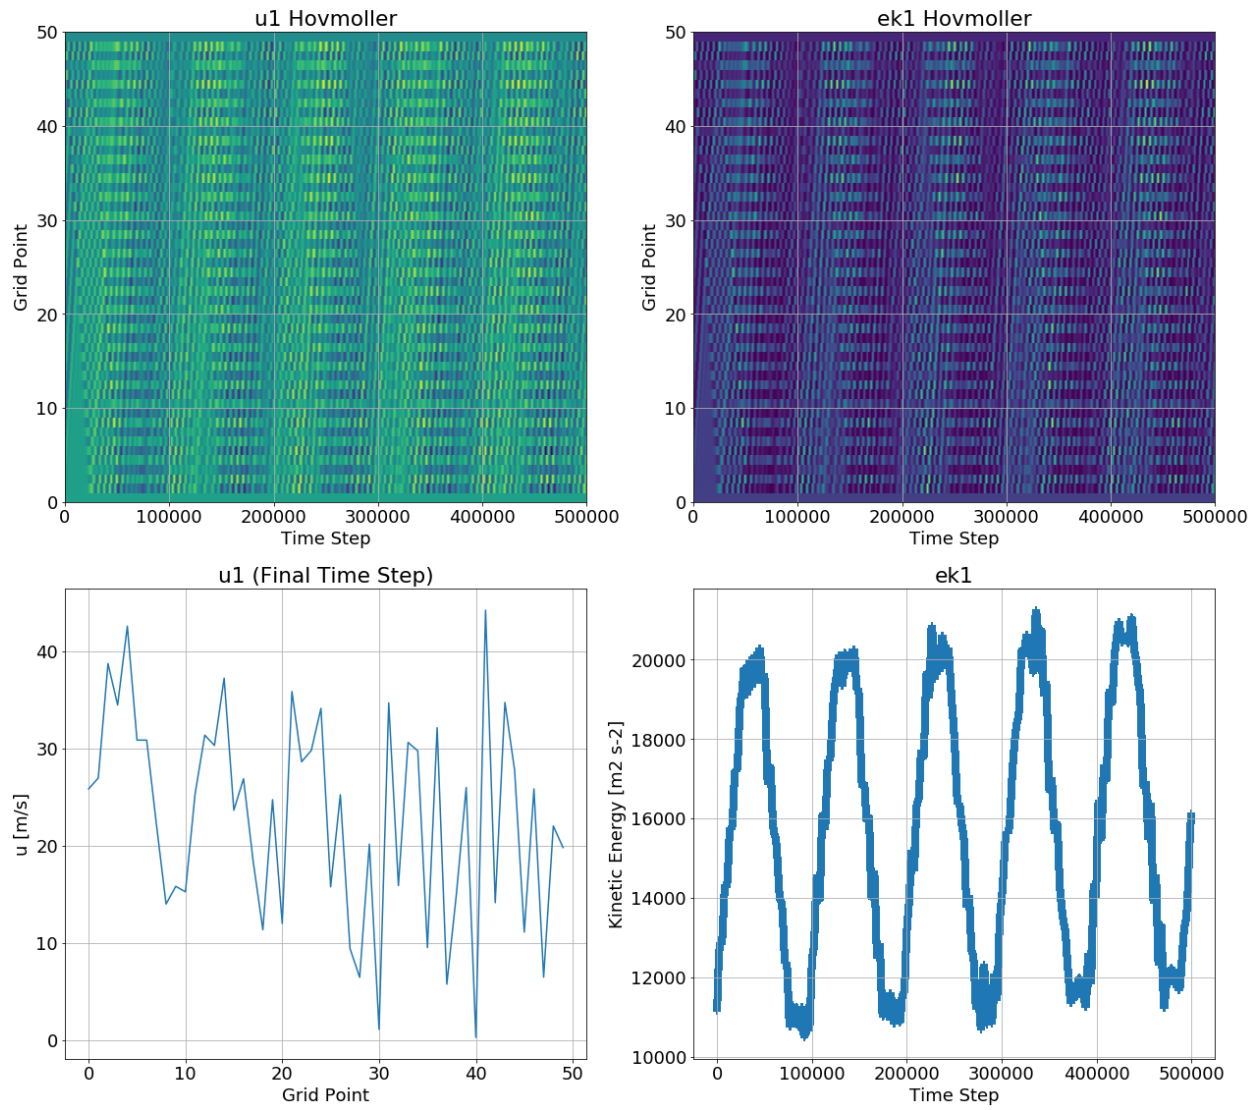 u1 Hovmoller
50
40
30
20
10
0
Grid Point
0 100000 200000 300000 400000 500000
Time Step
ek1 Hovmoller
50
40
30
20
10
0
Grid Point
0 100000 200000 300000 400000 500000
Time Step
u1 (Final Time Step)
40
30
20
10
0
u [m/s]
0 10 20 30 40 50
Grid Point
ek1
20000
18000
16000
14000
12000
10000
Kinetic Energy [m2 s-2]
0 100000 200000 300000 400000 500000
Time Step